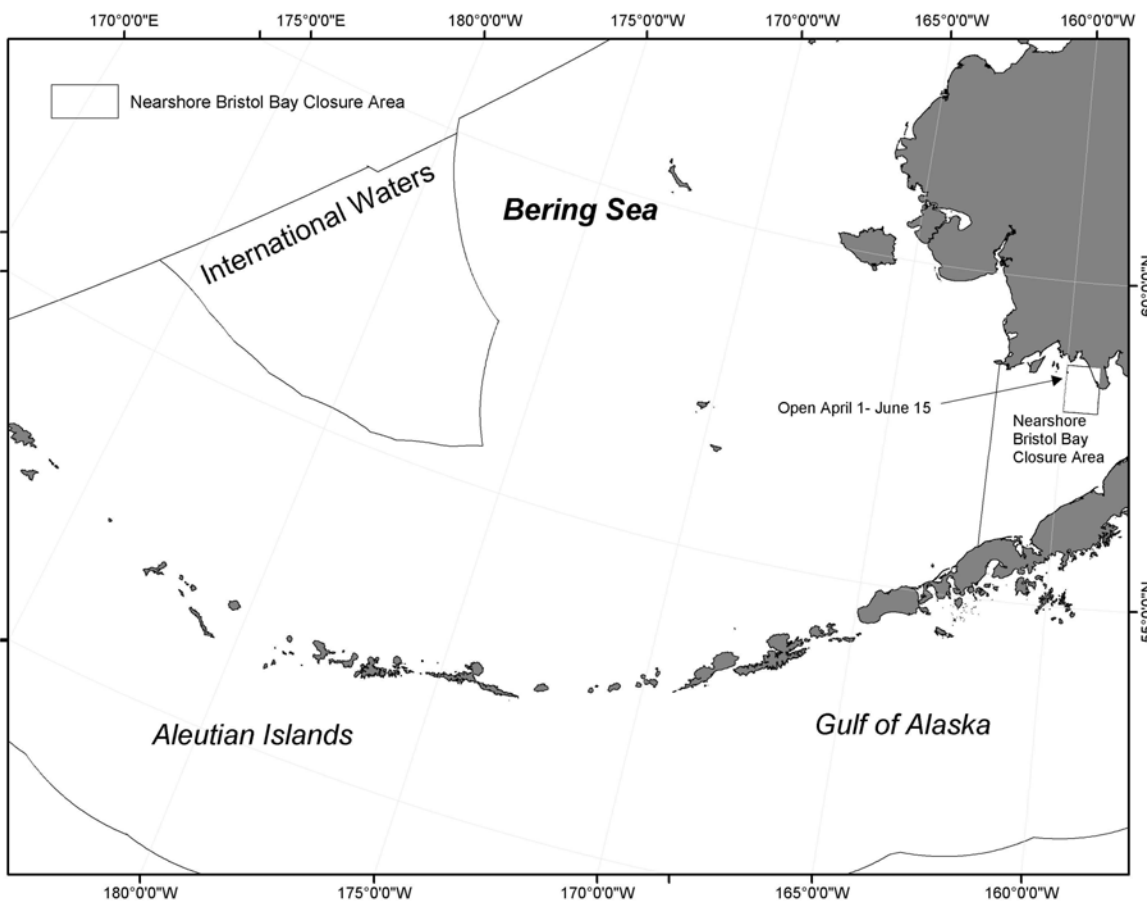 170°0'0"E
175°0'0"W
180°0'0"W
175°0'0"W
170°0'0"W
165°0'0"W
160°0'0"W
Nearshore Bristol Bay Closure Area
International Waters
Bering Sea
60°0'0"N
Open April 1- June 15
Nearshore
Bristol Bay
Closure Area
55°0'0"N
Aleutian Islands
Gulf of Alaska
180°0'0"W
175°0'0"W
170°0'0"W
165°0'0"W
160°0'0"W